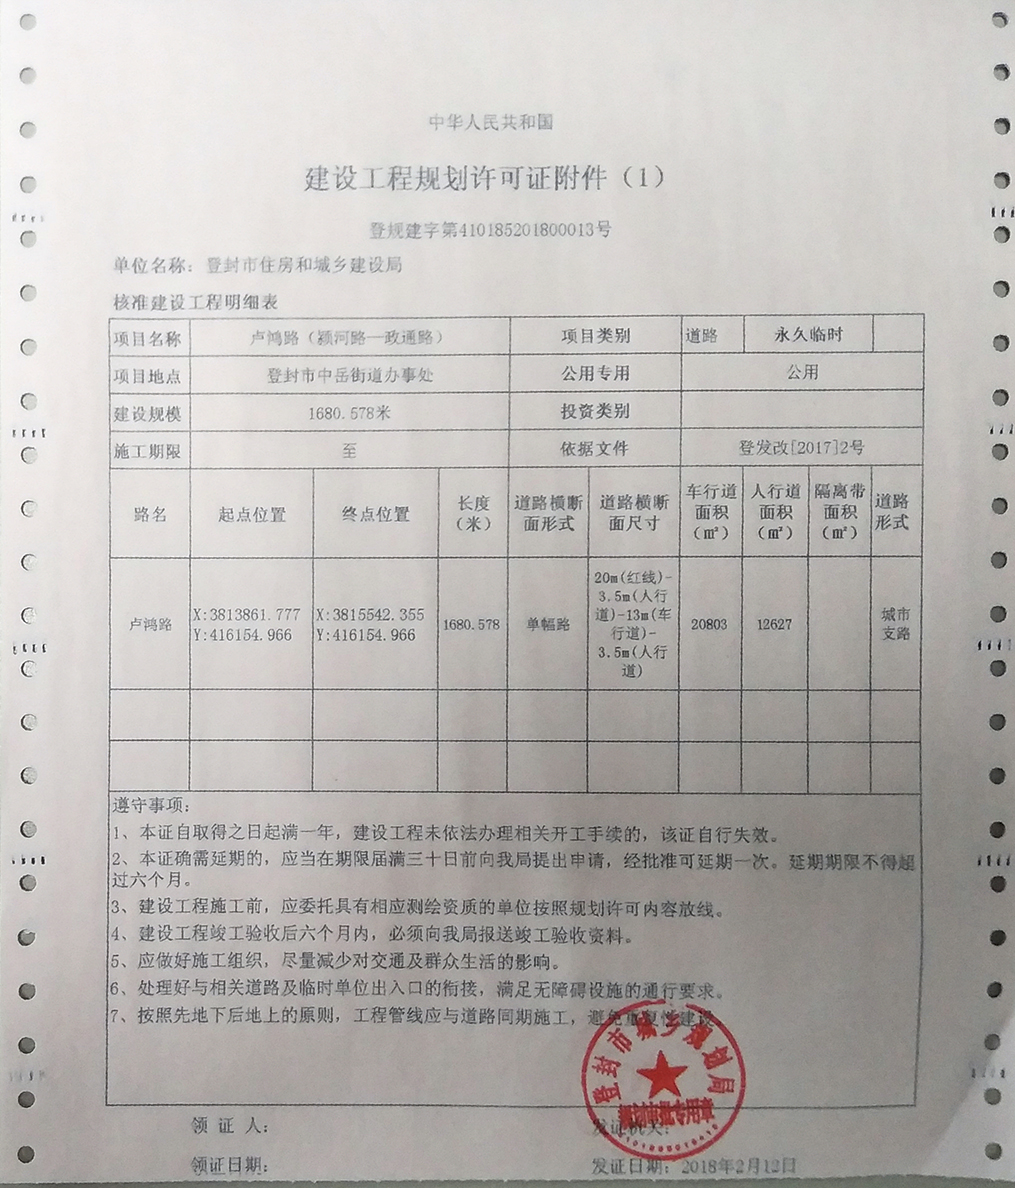 中华人民共和国
建设工程规划许可证附件（1）
登规建字第410185201800013号
单位名称：登封市住房和城乡建设局
核准建设工程明细表
项目名称 卢鸿路（颍河路—政通路） 项目类别 道路 永久临时
项目地点 登封市中岳街道办事处 公用专用 公用
建设规模 1680.578米 投资类别
施工期限 至 依据文件 登发改[2017]2号
路名 起点位置 终点位置 长度（米） 道路横断面形式 道路横断面尺寸 车行道面积（㎡） 人行道面积（㎡） 隔离带面积（㎡） 道路形式
卢鸿路 X:3813861.777 Y:416154.966 X:3815542.355 Y:416154.966 1680.578 单幅路 20m(红线)-3.5m(人行道)-13m(车行道)-3.5m(人行道) 20803 12627 城市支路
遵守事项：
1、本证自取得之日起满一年，建设工程未依法办理相关开工手续的，该证自行失效。
2、本证确需延期的，应当在期限届满三十日前向我局提出申请，经批准可延期一次。延期期限不得超
过六个月。
3、建设工程施工前，应委托具有相应测绘资质的单位按照规划许可内容放线。
4、建设工程竣工验收后六个月内，必须向我局报送竣工验收资料。
5、应做好施工组织，尽量减少对交通及群众生活的影响。
6、处理好与相关道路及临时单位出入口的衔接，满足无障碍设施的通行要求。
7、按照先地下后地上的原则，工程管线应与道路同期施工，避免重复性建设
登封市城乡规划局
领 证 人：
发证机关：
领证日期：
发证日期：2018年2月12日